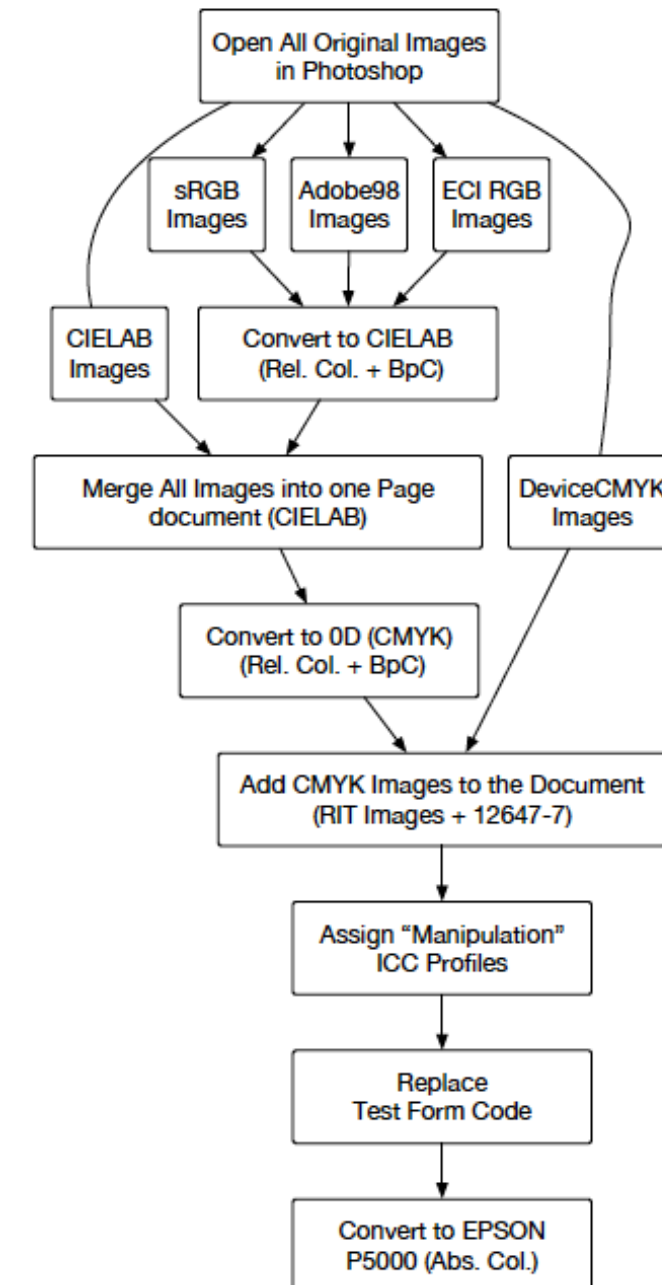 Open All Original Images
in Photoshop
sRGB
Images
Adobe98
Images
ECI RGB
Images
CIELAB
Images
Convert to CIELAB
(Rel. Col. + BpC)
Merge All Images into one Page
document (CIELAB)
DeviceCMYK
Images
Convert to 0D (CMYK)
(Rel. Col. + BpC)
Add CMYK Images to the Document
(RIT Images + 12647-7)
Assign “Manipulation”
ICC Profiles
Replace
Test Form Code
Convert to EPSON
P5000 (Abs. Col.)